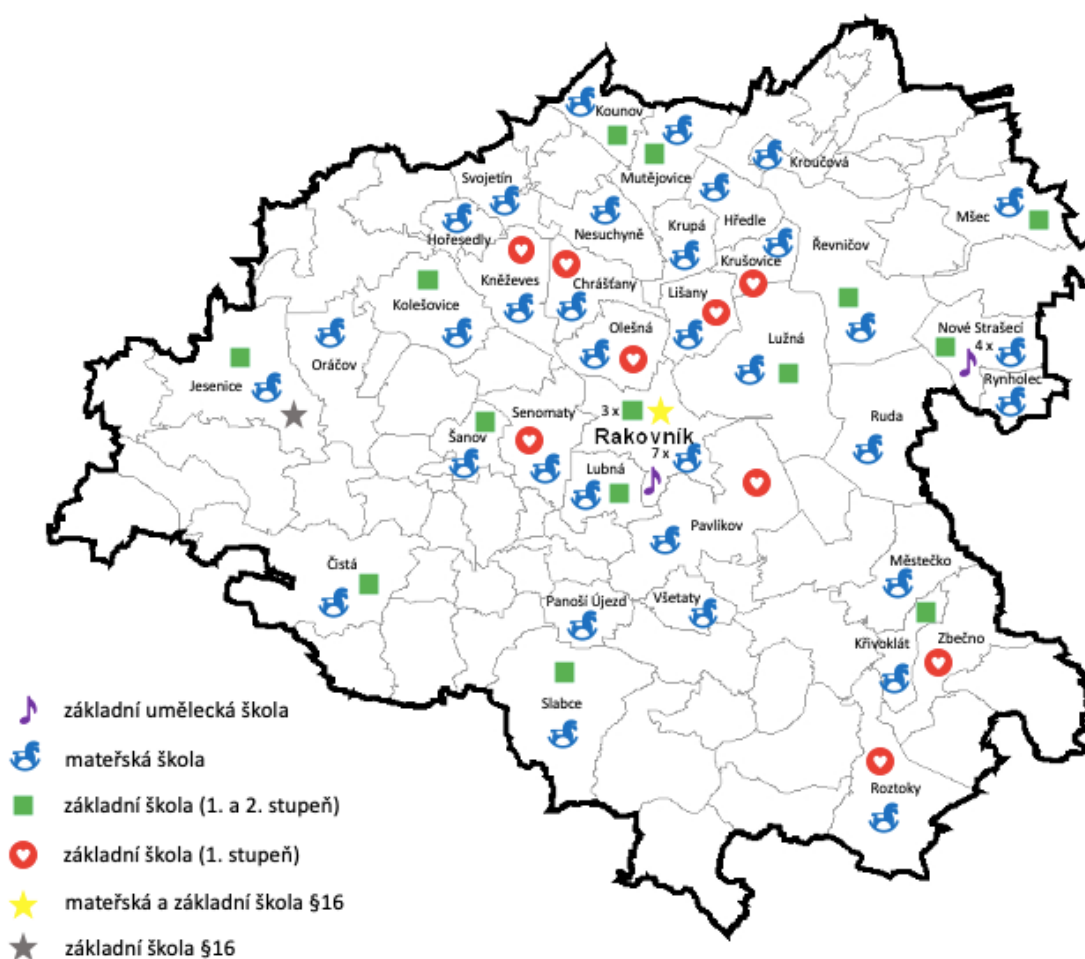 Kounov
Mutějovice
Kroučová
Svojetín
Hořesedly
Nesuchyně
Krupá
Hředle
Mšec
Řevničov
Krušovice
Kněževes
Chrášťany
Lišany
Kolešovice
Olešná
Lužná
Nové Strašecí
4 x
Oráčov
Jesenice
Rynholec
3 x
Senomaty
Rakovník
7 x
Ruda
Šanov
Lubná
Pavlíkov
Čistá
Městečko
Panoší Újezd
Všetaty
Křivoklát
Zbečno
Slabce
Roztoky
základní umělecká škola
mateřská škola
základní škola (1. a 2. stupeň)
základní škola (1. stupeň)
mateřská a základní škola §16
základní škola §16